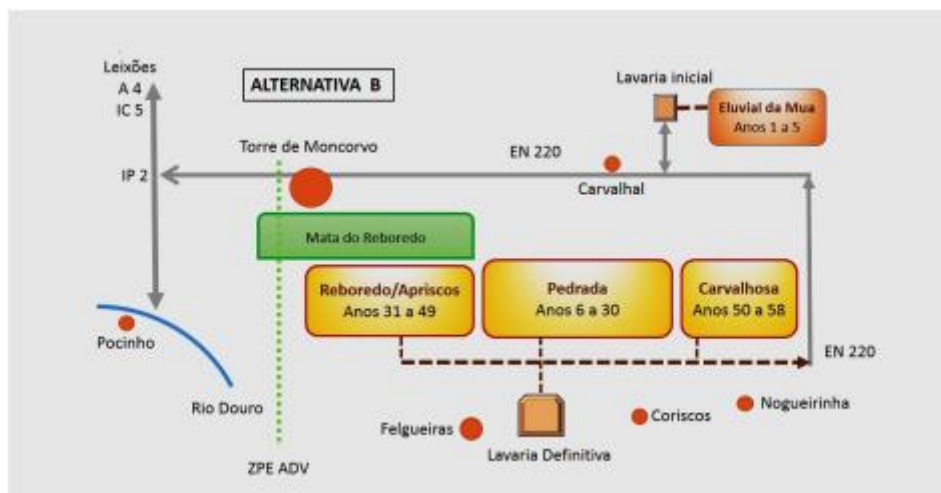 Leixões
A 4
IC 5
ALTERNATIVA B
Lavaria inicial
Eluvial da Mua
Anos 1 a 5
Torre de Moncorvo
EN 220
IP 2
Carvalhal
Mata do Reboredo
Reboredo/Apriscos
Anos 31 a 49
Pedrada
Anos 6 a 30
Carvalhosa
Anos 50 a 58
Pocinho
EN 220
Rio Douro
Felgueiras
Coriscos
Nogueirinha
Lavaria Definitiva
ZPE ADV